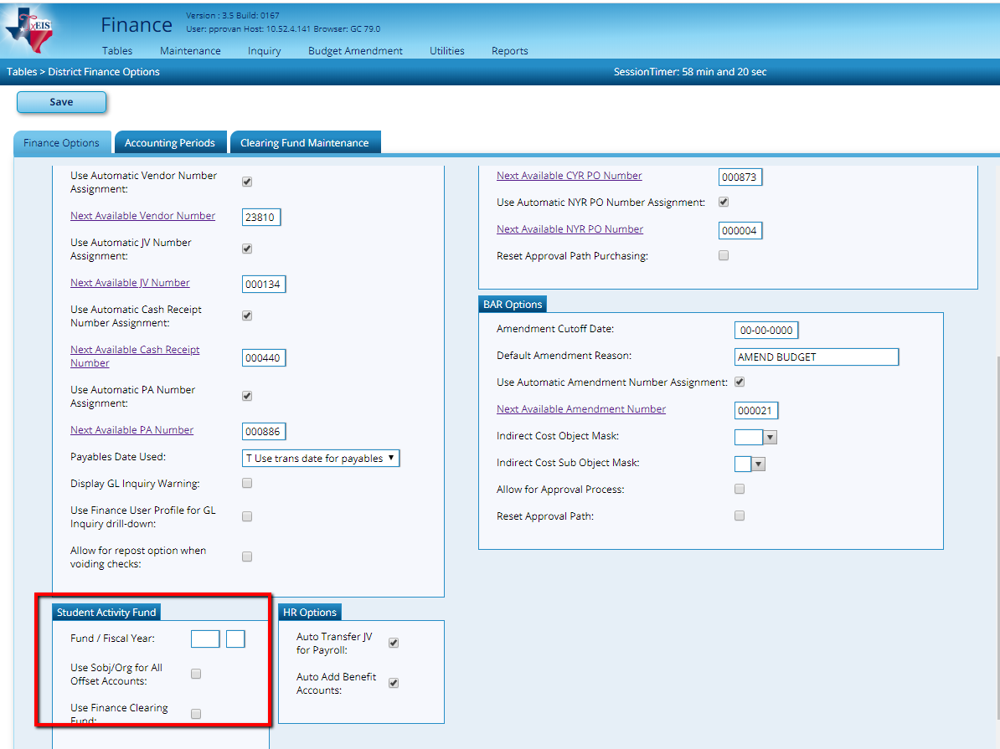 TxEIS
Finance
Version : 3.5 Build: 0167
User: pprovan Host: 10.52.4.141 Browser: GC 79.0
Tables Maintenance Inquiry Budget Amendment Utilities Reports
Tables > District Finance Options
SessionTimer: 58 min and 20 sec
Save
Finance Options Accounting Periods Clearing Fund Maintenance
Use Automatic Vendor Number
Assignment:
Next Available Vendor Number 23810
Use Automatic JV Number
Assignment:
Next Available JV Number 000134
Use Automatic Cash Receipt
Number Assignment:
Next Available Cash Receipt
Number 000440
Use Automatic PA Number
Assignment:
Next Available PA Number 000886
Payables Date Used: T Use trans date for payables
Display GL Inquiry Warning:
Use Finance User Profile for GL
Inquiry drill-down:
Allow for repost option when
voiding checks:
Next Available CYR PO Number 000873
Use Automatic NYR PO Number Assignment:
Next Available NYR PO Number 000004
Reset Approval Path Purchasing:
BAR Options
Amendment Cutoff Date: 00-00-0000
Default Amendment Reason: AMEND BUDGET
Use Automatic Amendment Number Assignment:
Next Available Amendment Number 000021
Indirect Cost Object Mask:
Indirect Cost Sub Object Mask:
Allow for Approval Process:
Reset Approval Path:
Student Activity Fund
Fund / Fiscal Year:
Use Sobj/Org for All
Offset Accounts:
Use Finance Clearing
Fund:
HR Options
Auto Transfer JV
for Payroll:
Auto Add Benefit
Accounts: